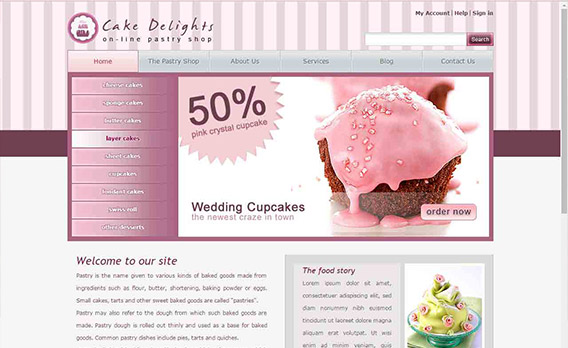 My Account | Help | Sign in
Cake Delights
on-line pastry shop
Search
Home
The Pastry Shop
About Us
Services
Blog
Contact Us
cheese cakes
sponge cakes
butter cakes
layer cakes
sheet cakes
cupcakes
fondant cakes
swiss roll
other desserts
50%
pink crystal cupcake
Wedding Cupcakes
the newest craze in town
order now
Welcome to our site
Pastry is the name given to various kinds of baked goods made from
ingredients such as flour, butter, shortening, baking powder or eggs.
Small cakes, tarts and other sweet baked goods are called "pastries".
Pastry may also refer to the dough from which such baked goods are
made. Pastry dough is rolled out thinly and used as a base for baked
goods. Common pastry dishes include pies, tarts and quiches.
The food story
Lorem ipsum dolor sit amet,
consectetuer adipiscing elit, sed
diam nonummy nibh euismod
tincidunt ut laoreet dolore magna
aliquam erat volutpat. Ut wisi
enim ad minim veniam, quis